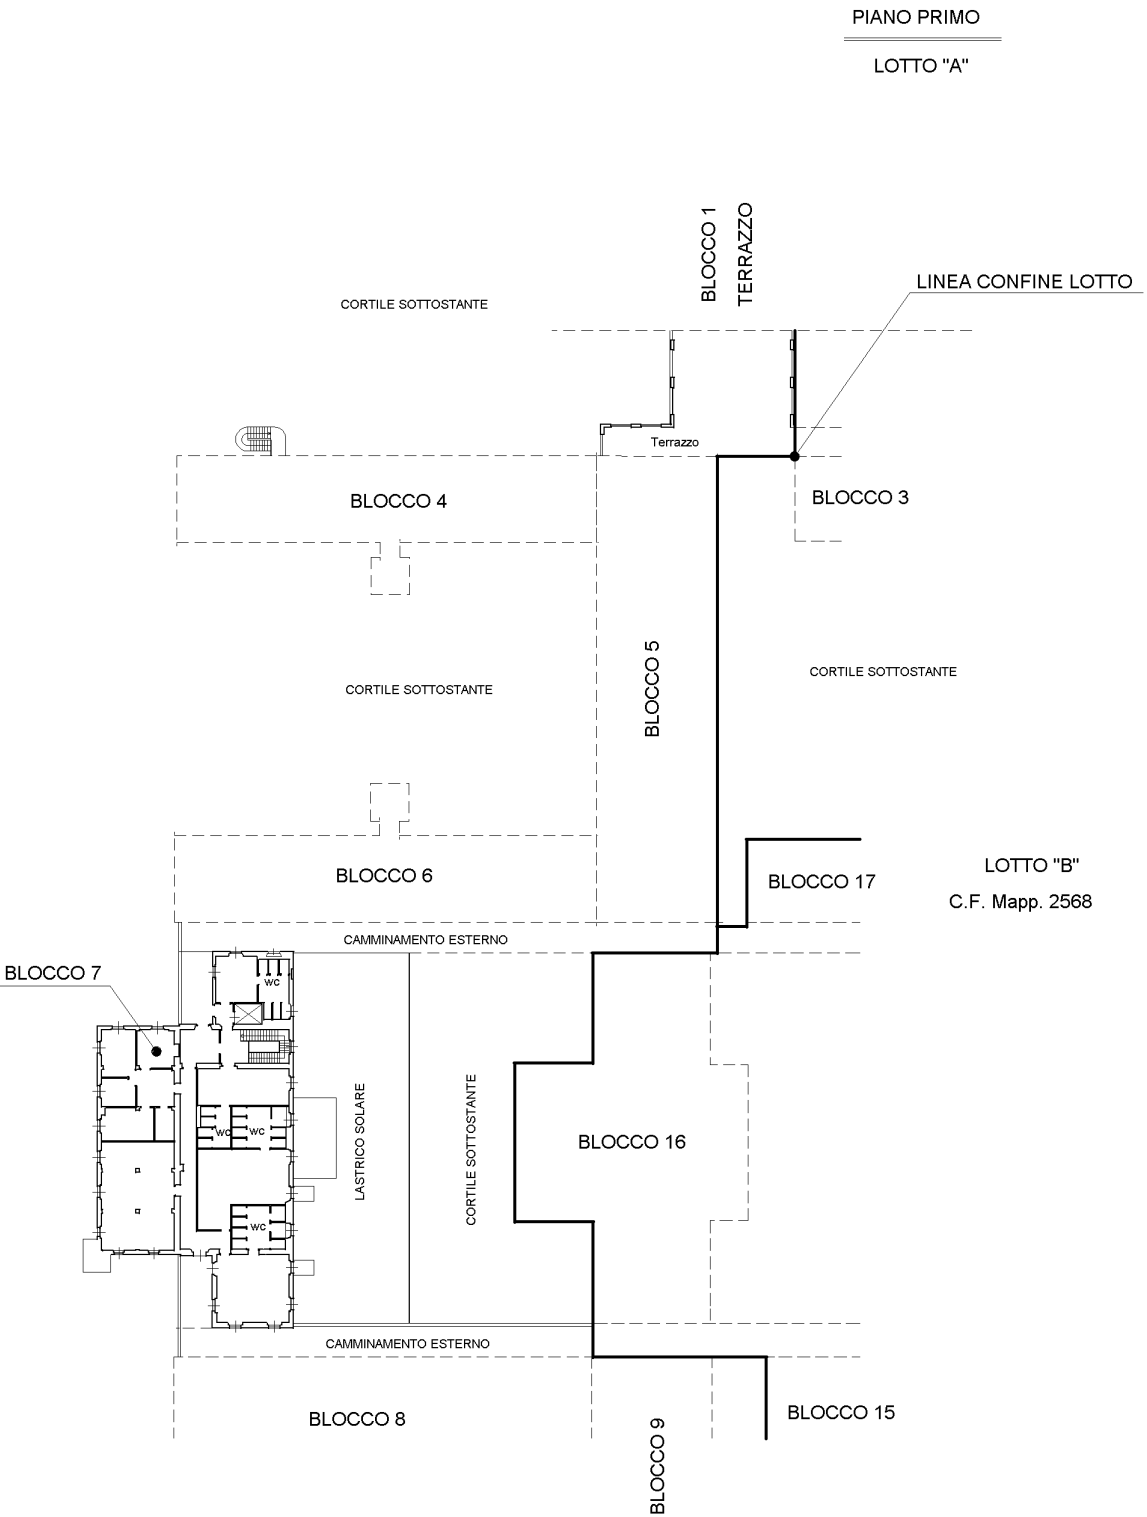 PIANO PRIMO
LOTTO "A"
BLOCCO 1
TERRAZZO
LINEA CONFINE LOTTO
CORTILE SOTTOSTANTE
Terrazzo
BLOCCO 4
BLOCCO 3
BLOCCO 5
CORTILE SOTTOSTANTE
CORTILE SOTTOSTANTE
BLOCCO 6
BLOCCO 17
LOTTO "B"
C.F. Mapp. 2568
CAMMINAMENTO ESTERNO
BLOCCO 7
WC
LASTRICO SOLARE
CORTILE SOTTOSTANTE
WC
WC
BLOCCO 16
WC
CAMMINAMENTO ESTERNO
BLOCCO 8
BLOCCO 9
BLOCCO 15